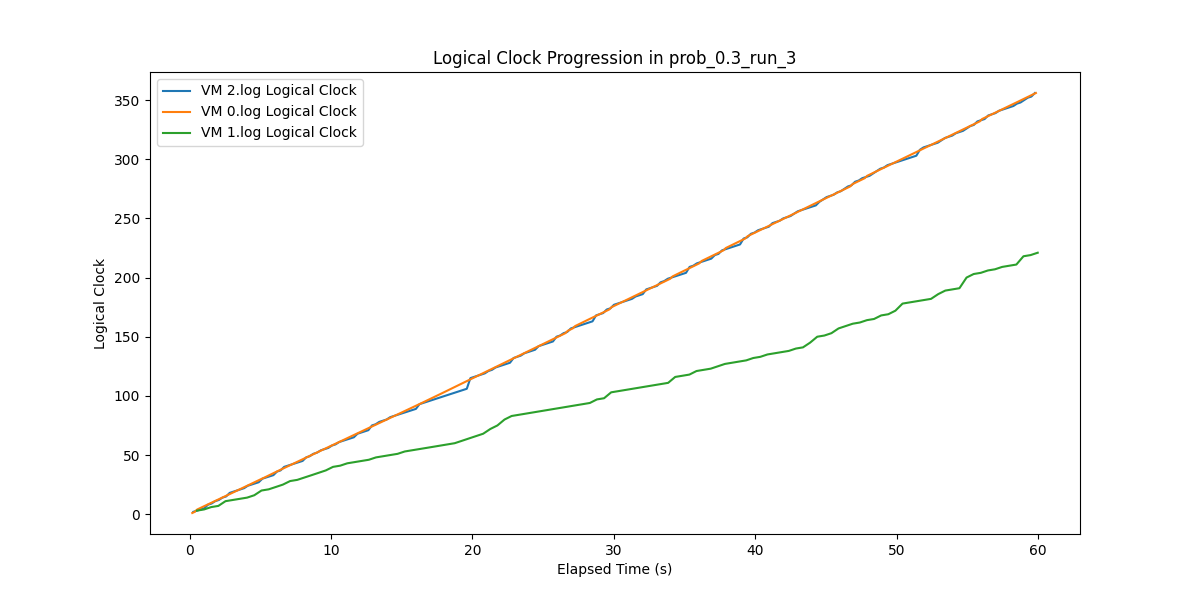 Logical Clock Progression in prob_0.3_run_3
VM 2.log Logical Clock
VM 0.log Logical Clock
VM 1.log Logical Clock
Logical Clock
350
300
250
200
150
100
50
0
0 10 20 30 40 50 60
Elapsed Time (s)